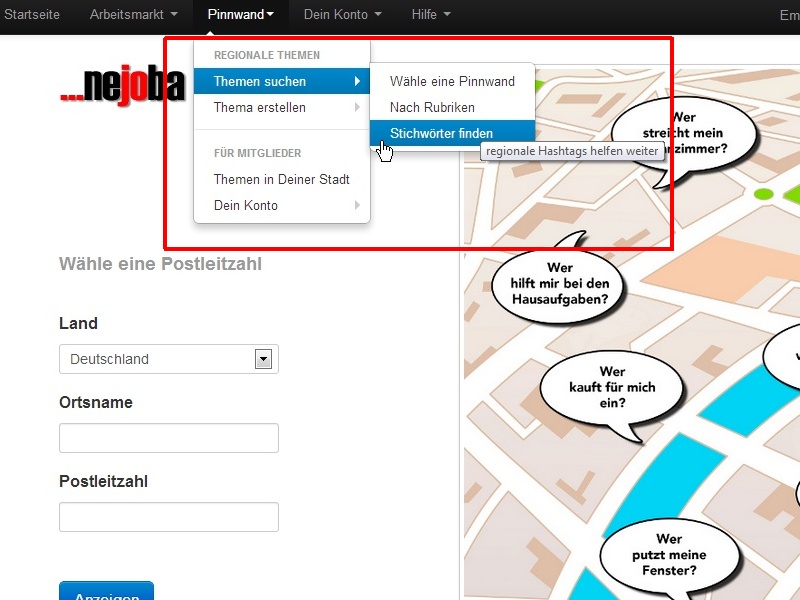 Startseite Arbeitsmarkt Pinnwand Dein Konto Hilfe Em
REGIONALE THEMEN
Themen suchen
Thema erstellen
FÜR MITGLIEDER
Themen in Deiner Stadt
Dein Konto
Wähle eine Pinnwand
Nach Rubriken
Stichwörter finden
regionale Hashtags helfen weiter
...nejoba
Wähle eine Postleitzahl
Land
Deutschland
Ortsname
Postleitzahl
Anzeigen
Wer
streicht mein
nzimmer?
Wer
hilft mir bei den
Hausaufgaben?
Wer
kauft für mich
ein?
Wer
putzt meine
Fenster?